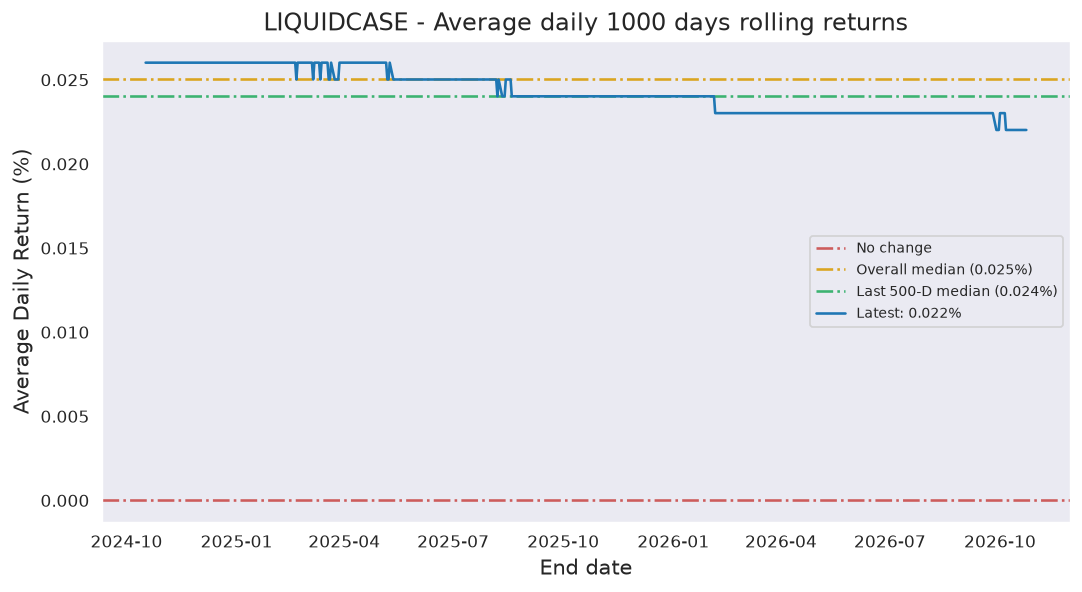 LIQUIDCASE - Average daily 1000 days rolling returns
Average Daily Return (%)
0.025
0.020
0.015
0.010
0.005
0.000
No change
Overall median (0.025%)
Last 500-D median (0.024%)
Latest: 0.022%
2024-10 2025-01 2025-04 2025-07 2025-10 2026-01 2026-04 2026-07 2026-10
End date